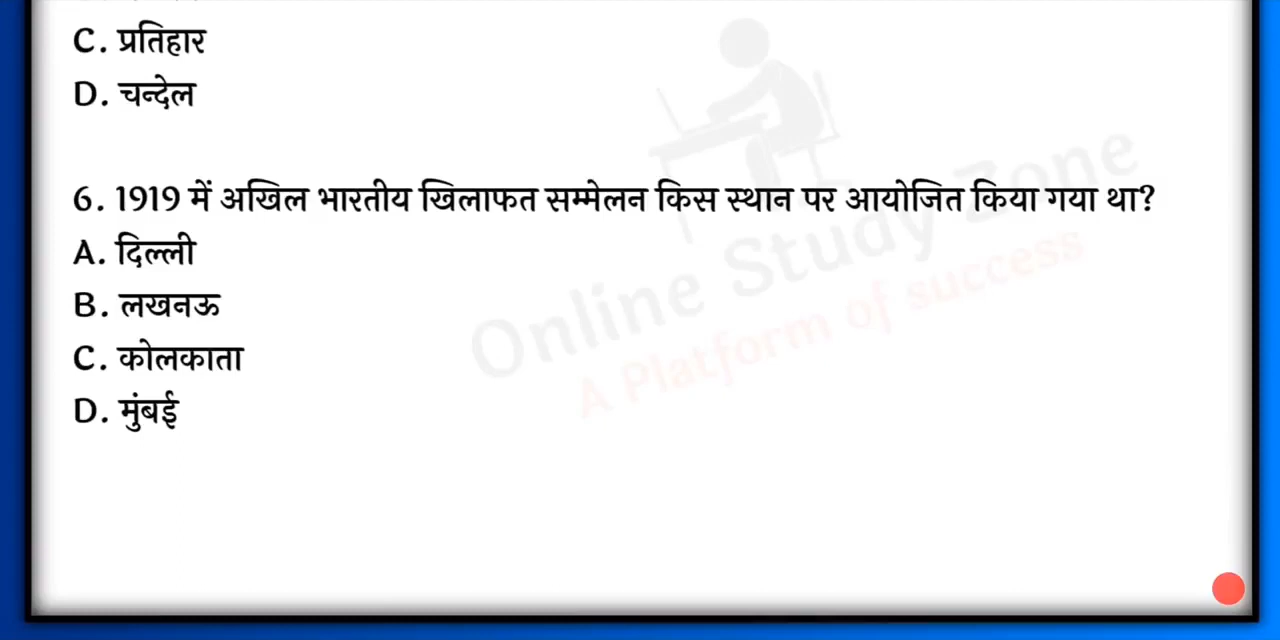 C. प्रतिहार
D. चन्देल
6. 1919 में अखिल भारतीय खिलाफत सम्मेलन किस स्थान पर आयोजित किया गया था?
A. दिल्ली
B. लखनऊ
C. कोलकाता
D. मुंबई
Online Study Zone
A Platform of success